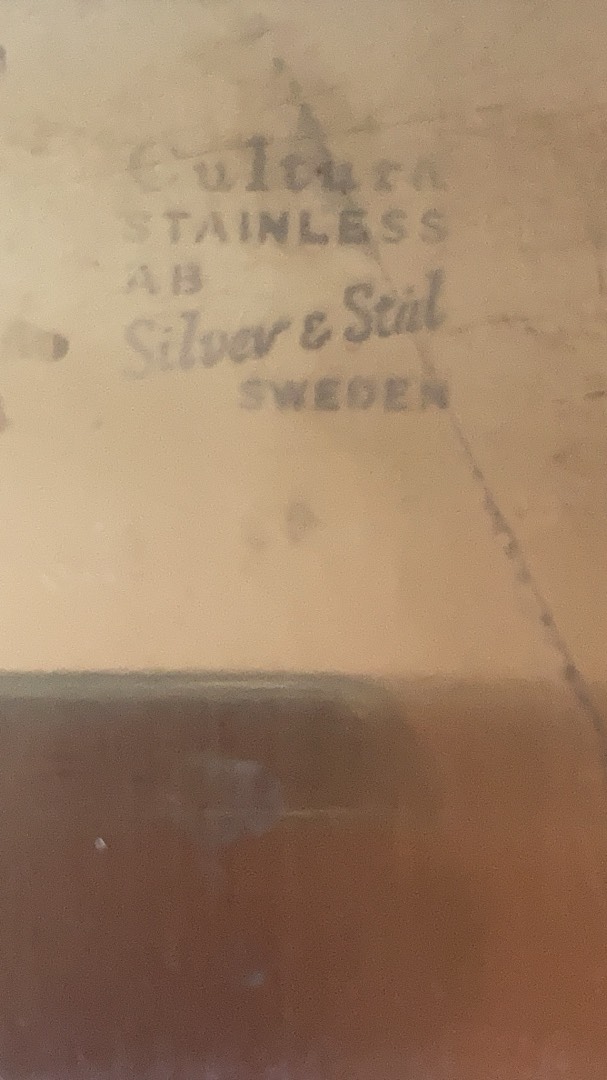 Cultura
STAINLESS
AB
Silver & Stål
SWEDEN